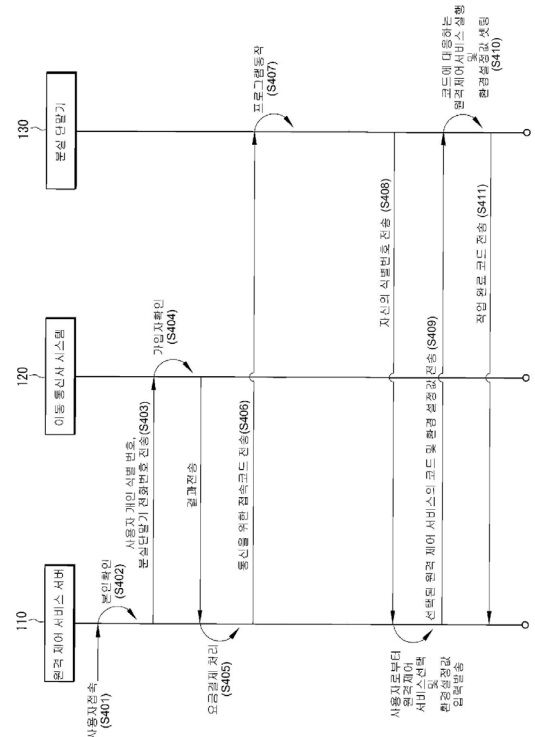 110
원격 제어 서비스 서버
120
이동 통신사 시스템
130
분실 단말기
사용자접속
(S401)
본인확인
(S402)
사용자 개인 식별 번호,
분실단말기 전화번호 전송(S403)
가입자확인
(S404)
결과전송
요금결제 처리
(S405)
통신을 위한 접속코드 전송(S406)
프로그램동작
(S407)
자신의 식별번호 전송 (S408)
사용자로부터
원격제어
서비스선택
및
환경설정값
입력발송
선택된 원격 제어 서비스의 코드 및 환경 설정값 전송 (S409)
코드에 대응하는
원격제어서비스 실행
및
환경설정값 셋팅
(S410)
작업 완료 코드 전송 (S411)